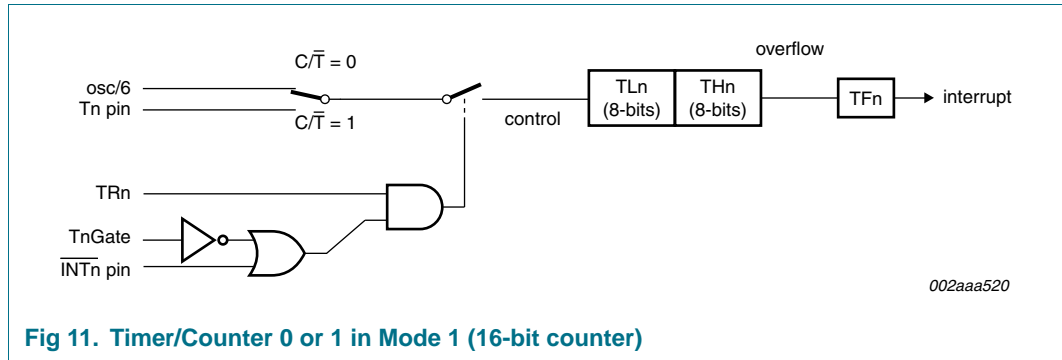 C/T̅ = 0
overflow
osc/6
Tn pin
C/T̅ = 1
control
TLn
(8-bits)
THn
(8-bits)
TFn
interrupt
TRn
TnGate
I̅N̅T̅n̅ pin
002aaa520
Fig 11. Timer/Counter 0 or 1 in Mode 1 (16-bit counter)